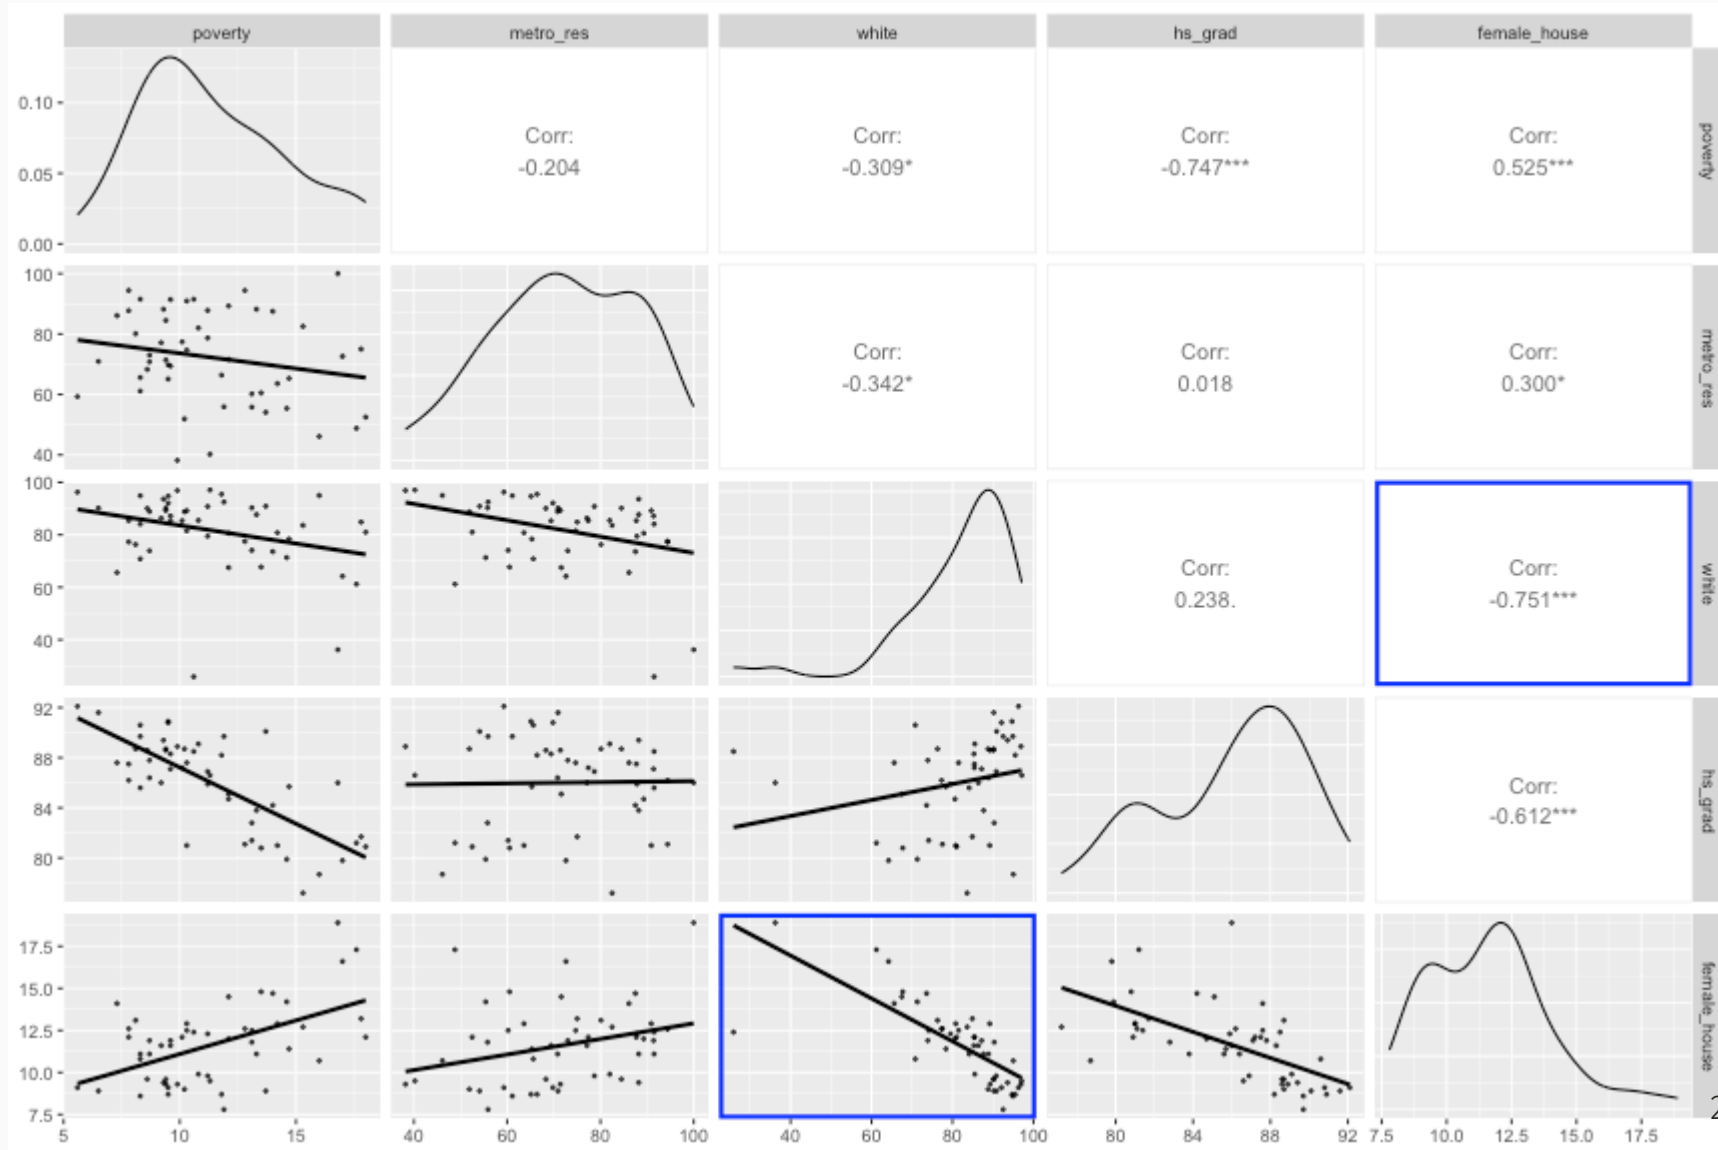 poverty metro_res white hs_grad female_house
0.10
0.05
0.00
Corr:
-0.204
Corr:
-0.309*
Corr:
-0.747***
Corr:
0.525***
poverty
100
80
60
40
Corr:
-0.342*
Corr:
0.018
Corr:
0.300*
metro_res
100
80
60
40
Corr:
0.238.
Corr:
-0.751***
white
92
88
84
80
Corr:
-0.612***
hs_grad
17.5
15.0
12.5
10.0
7.5
female_house
2
5 10 15 40 60 80 100 40 60 80 100 80 84 88 92 7.5 10.0 12.5 15.0 17.5